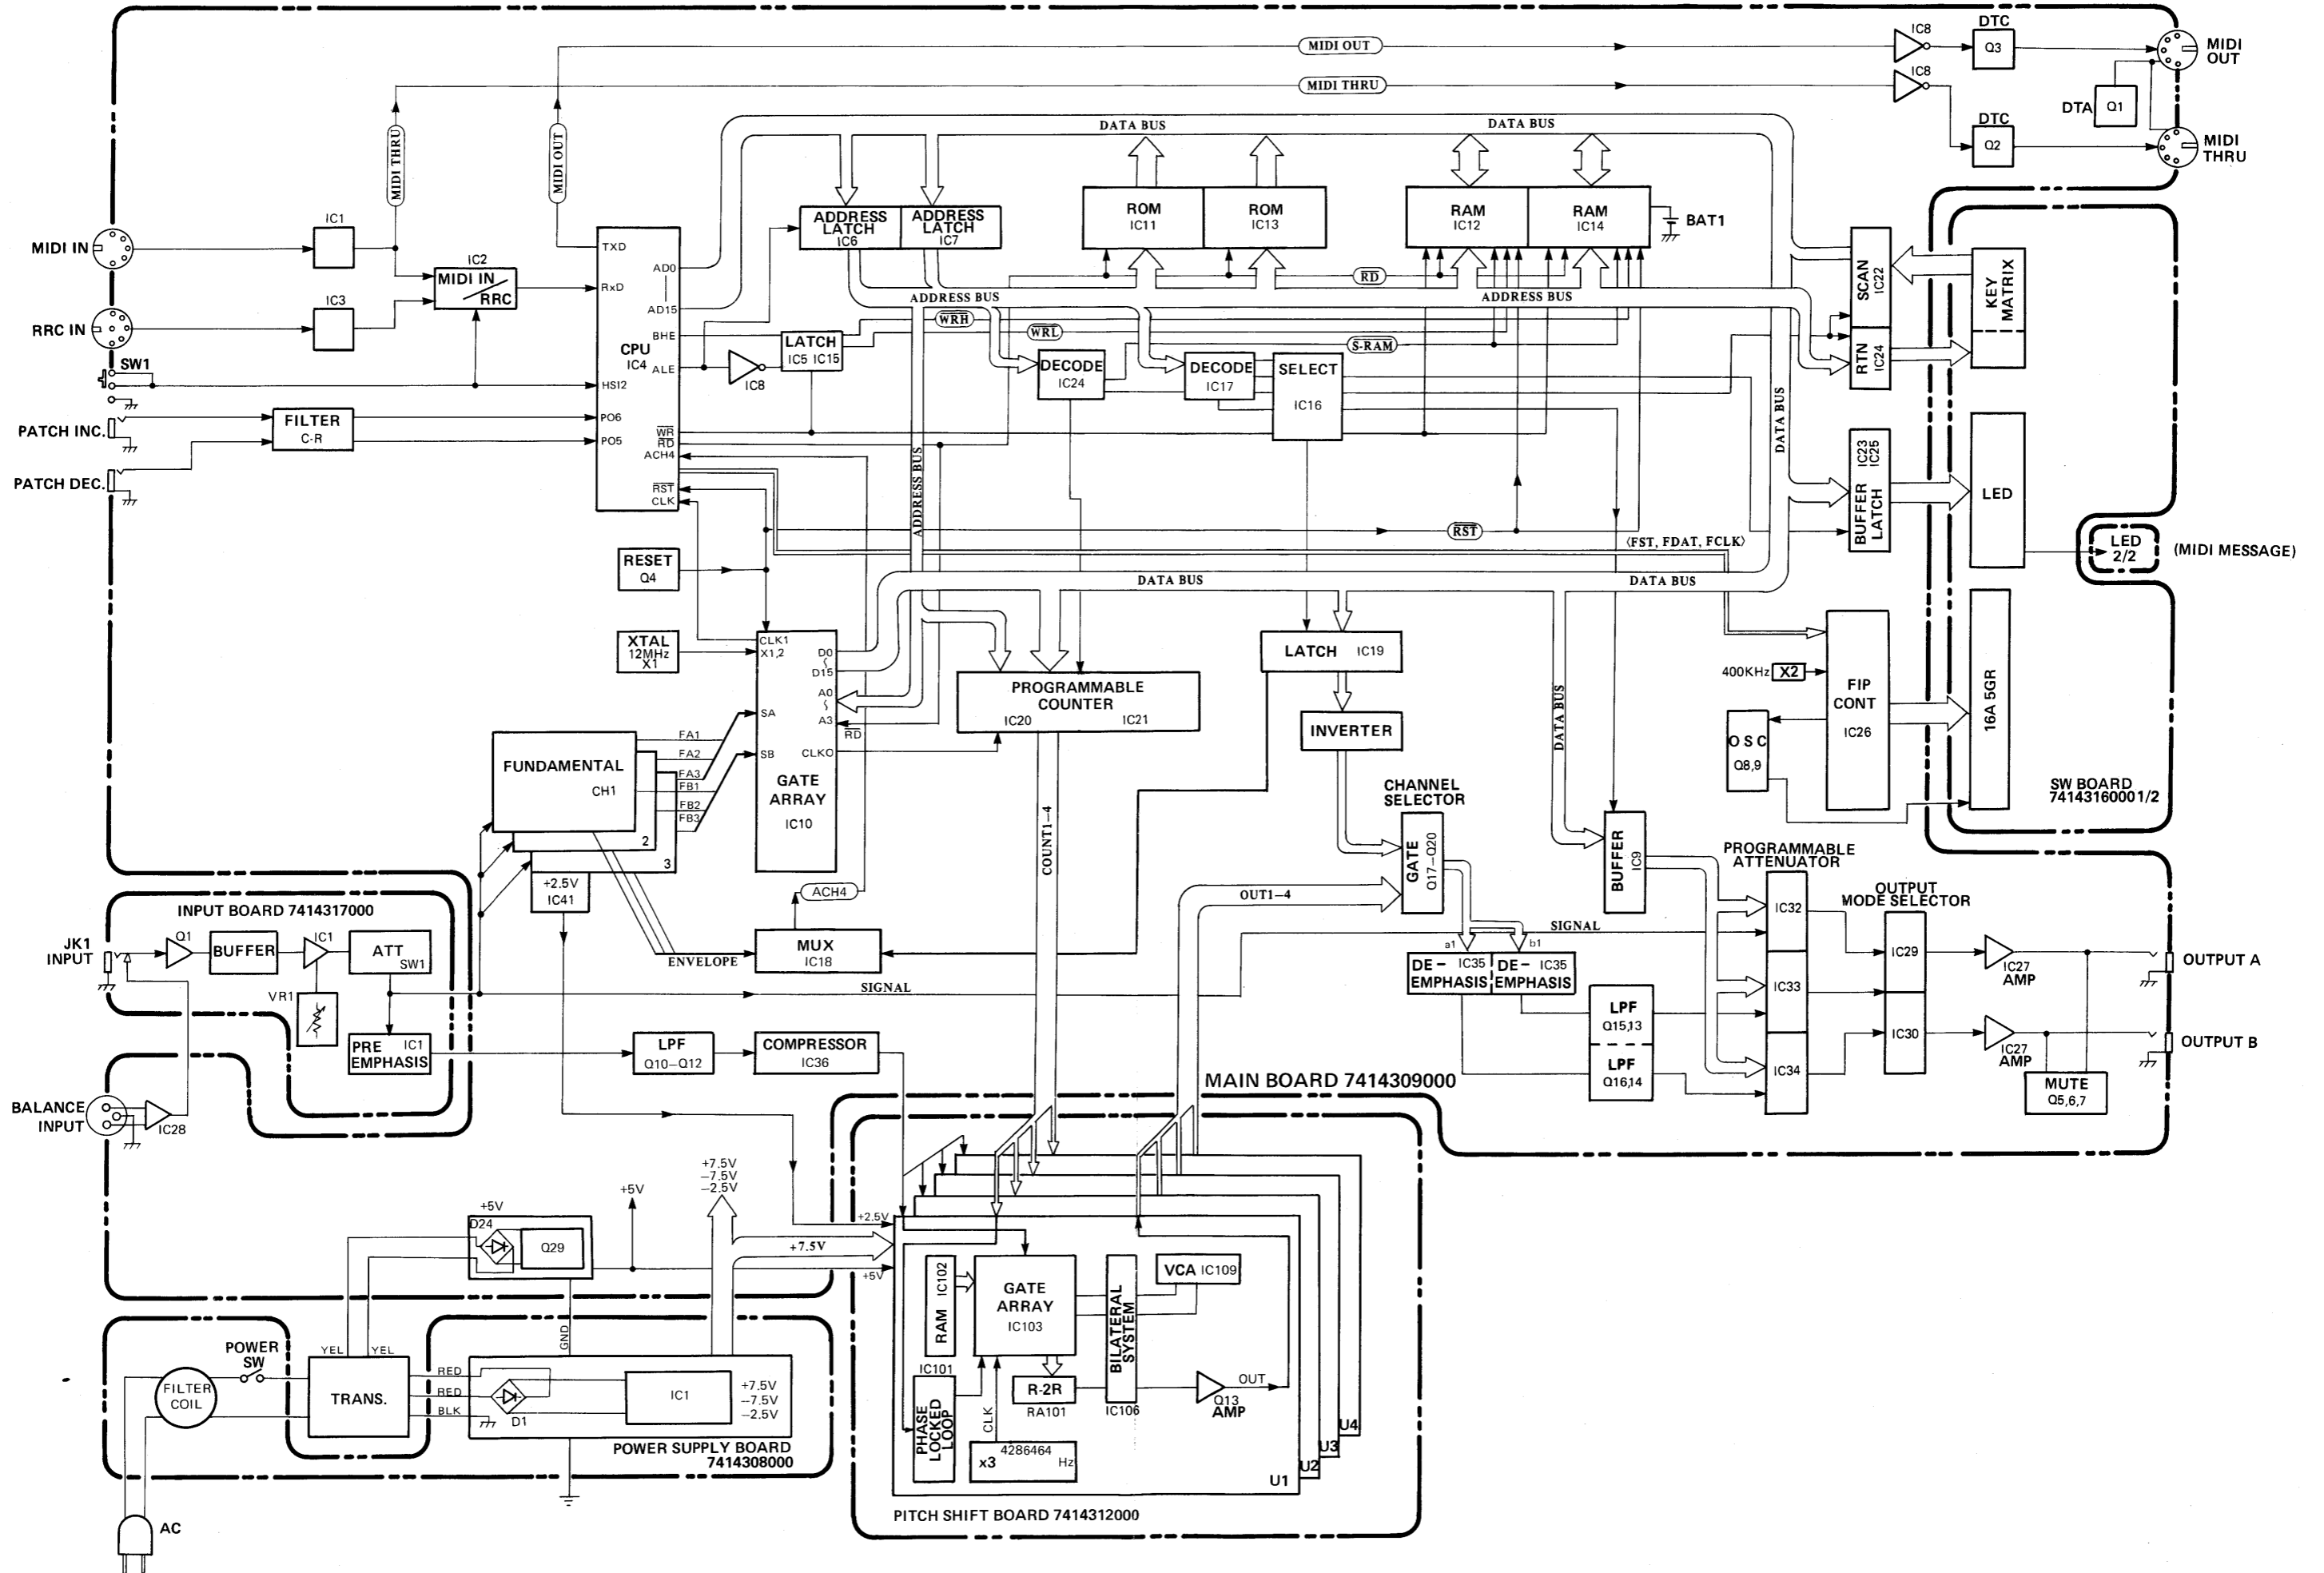 DTC
IC8
MIDI OUT
Q3
MIDI
OUT
IC8
MIDI THRU
DTA
Q1
DTC
Q2
MIDI
THRU
DATA BUS
DATA BUS
MIDI THRU
MIDI OUT
MIDI IN
IC1
IC2
MIDI IN
RRC
RRC IN
IC3
SW1
PATCH INC.
FILTER
C-R
PATCH DEC.
TXD
AD0
RxD
AD15
BHE
CPU
IC4
ALE
HSI2
PO6
PO5
WR
RD
ACH4
RST
CLK
ADDRESS
LATCH
IC6
ADDRESS
LATCH
IC7
ROM
IC11
ROM
IC13
RAM
IC12
RAM
IC14
BAT1
RD
ADDRESS BUS
ADDRESS BUS
WRH
WRL
S-RAM
LATCH
IC5 IC15
IC8
DECODE
IC24
DECODE
IC17
SELECT
IC16
SCAN
IC22
RTN
IC24
KEY
MATRIX
DATA BUS
ADDRESS BUS
BUFFER
LATCH
IC23
IC25
LED
RST
(FST, FDAT, FCLK)
LED
2/2
(MIDI MESSAGE)
RESET
Q4
DATA BUS
DATA BUS
XTAL
12MHz
X1
CLK1
X1,2
D0
D15
A0
A3
RD
SA
SB
CLKO
GATE
ARRAY
IC10
LATCH
IC19
PROGRAMMABLE
COUNTER
IC20
IC21
INVERTER
400KHz
X2
FIP
CONT
IC26
OSC
Q8,9
16A 5GR
SW BOARD
74143160001/2
FUNDAMENTAL
CH1
2
3
FA1
FA2
FA3
FB1
FB2
FB3
+2.5V
IC41
COUNT1-4
DATA BUS
CHANNEL
SELECTOR
GATE
Q17-Q20
BUFFER
IC9
PROGRAMMABLE
ATTENUATOR
IC32
IC33
IC34
OUTPUT
MODE SELECTOR
IC29
IC30
OUT1-4
SIGNAL
ACH4
INPUT BOARD 7414317000
JK1
INPUT
Q1
BUFFER
IC1
ATT
SW1
VR1
PRE
IC1
EMPHASIS
MUX
IC18
ENVELOPE
SIGNAL
a1
b1
DE-
IC35
EMPHASIS
DE-
IC35
EMPHASIS
LPF
Q15,13
LPF
Q16,14
IC27
AMP
OUTPUT A
IC27
AMP
OUTPUT B
MUTE
Q5,6,7
LPF
Q10-Q12
COMPRESSOR
IC36
MAIN BOARD 7414309000
BALANCE
INPUT
IC28
+7.5V
-7.5V
-2.5V
+5V
+5V
D24
Q29
+2.5V
+7.5V
+5V
RAM
IC102
GATE
ARRAY
IC103
BILATERAL
SYSTEM
IC106
VCA IC109
IC101
PHASE
LOCKED
LOOP
R-2R
RA101
CLK
Q13
AMP
OUT
4286464
x3
Hz
U1
U2
U3
U4
PITCH SHIFT BOARD 7414312000
GND
POWER
SW
FILTER
COIL
YEL
YEL
TRANS.
RED
RED
BLK
D1
IC1
+7.5V
-7.5V
-2.5V
POWER SUPPLY BOARD
7414308000
AC